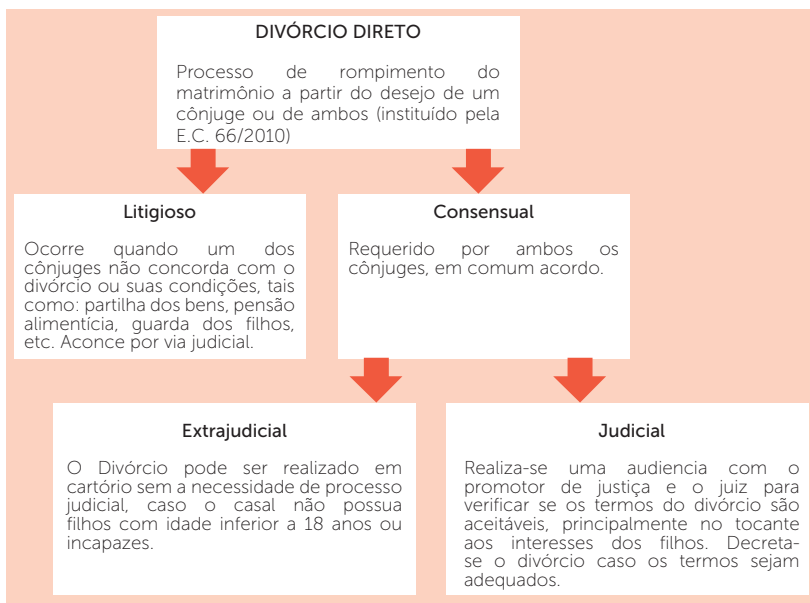 DIVÓRCIO DIRETO
Processo de rompimento do
matrimônio a partir do desejo de um
cônjuge ou de ambos (instituído pela
E.C. 66/2010)
Litigioso
Ocorre quando um dos
cônjuges não concorda com o
divórcio ou suas condições, tais
como: partilha dos bens, pensão
alimentícia, guarda dos filhos,
etc. Aconce por via judicial.
Consensual
Requerido por ambos os
cônjuges, em comum acordo.
Extrajudicial
O Divórcio pode ser realizado em
cartório sem a necessidade de processo
judicial, caso o casal não possua
filhos com idade inferior a 18 anos ou
incapazes.
Judicial
Realiza-se uma audiencia com o
promotor de justiça e o juiz para
verificar se os termos do divórcio são
aceitáveis, principalmente no tocante
aos interesses dos filhos. Decreta-
se o divórcio caso os termos sejam
adequados.